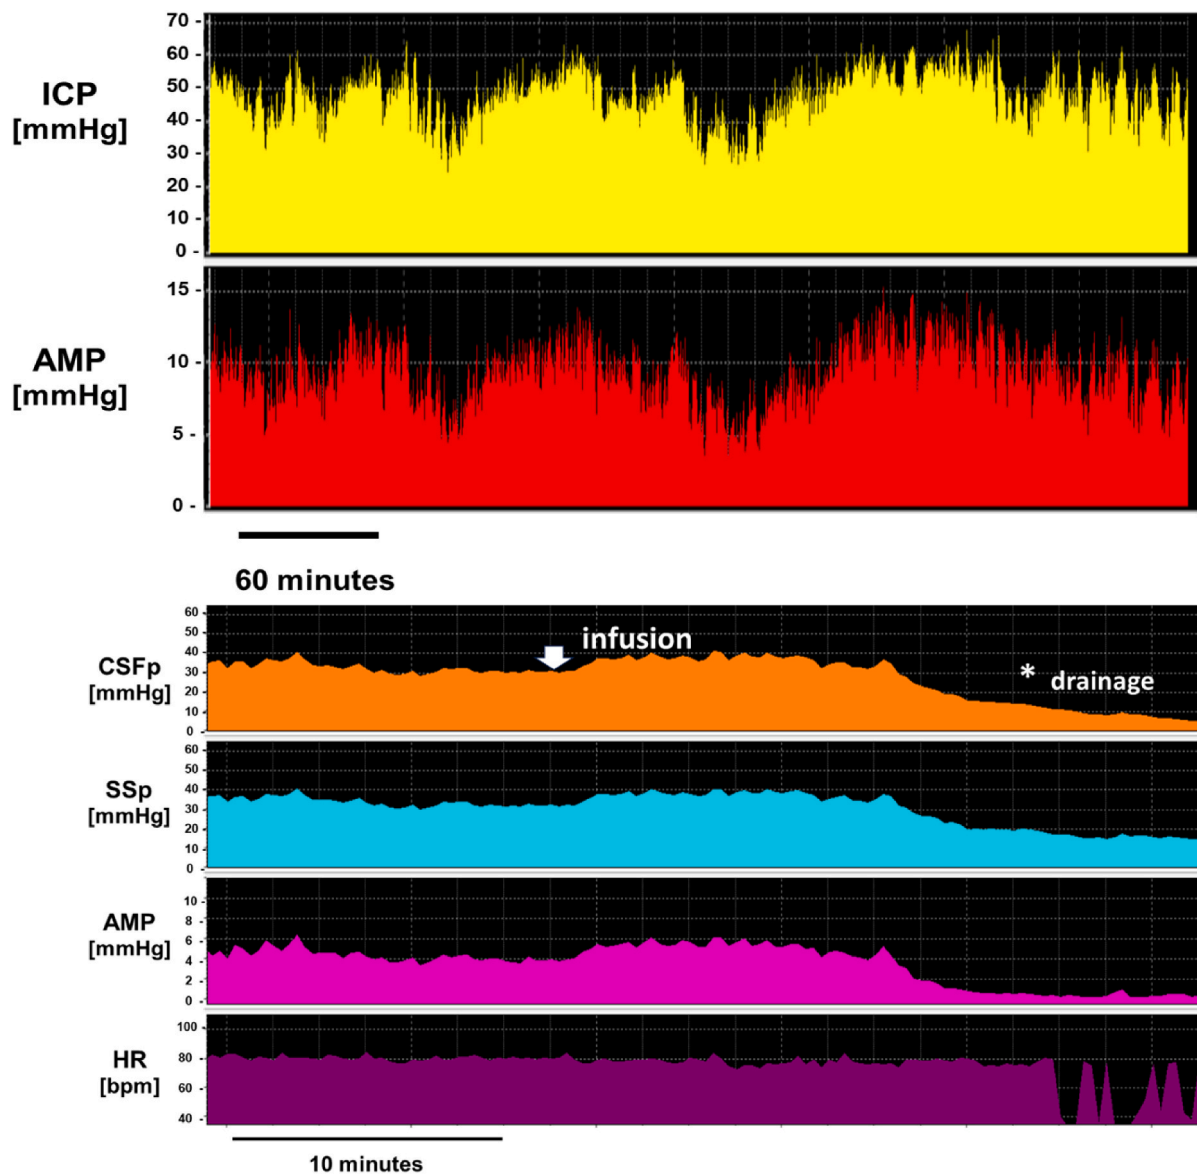 ICP
[mmHg]
70 -
60 -
50 -
40 -
30 -
20 -
10 -
0 -
AMP
[mmHg]
15 -
10 -
5 -
0 -
60 minutes
CSFp
[mmHg]
60 -
50 -
40 -
30 -
20 -
10 -
0 -
infusion
* drainage
SSp
[mmHg]
60 -
50 -
40 -
30 -
20 -
10 -
0 -
AMP
[mmHg]
10 -
8 -
6 -
4 -
2 -
0 -
HR
[bpm]
100 -
80 -
60 -
40 -
10 minutes